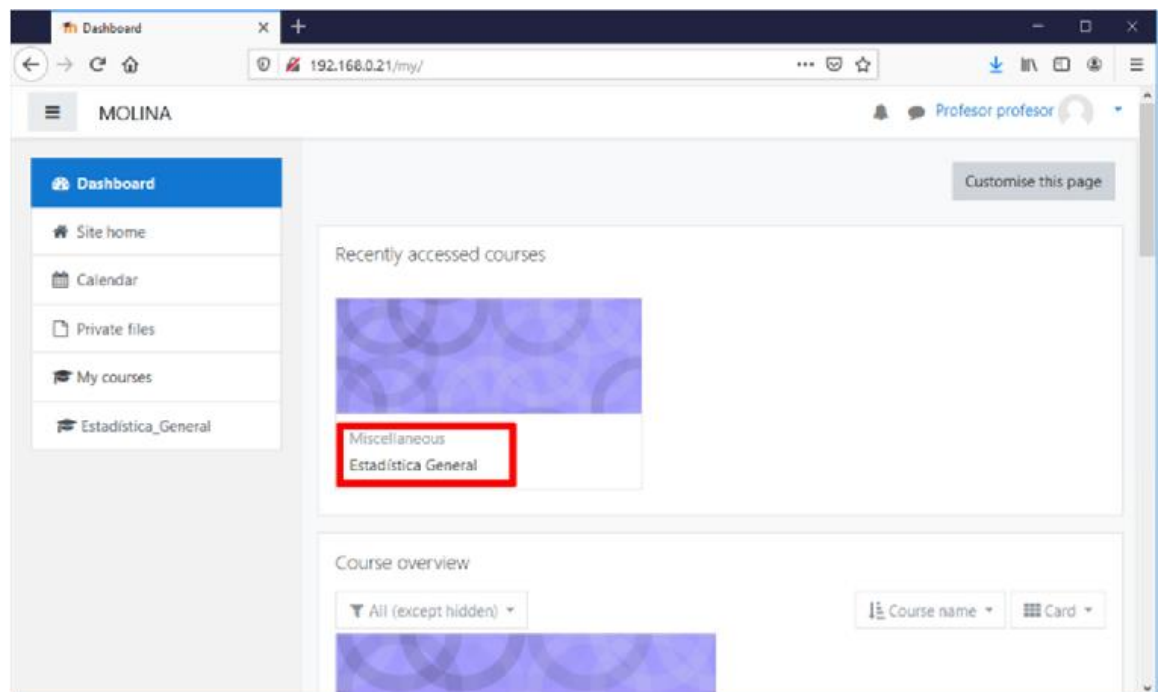 Dashboard
192.168.0.21/my/
MOLINA
Profesor profesor
Dashboard
Customise this page
Site home
Recently accessed courses
Calendar
Private files
My courses
Estadística_General
Miscellaneous
Estadística General
Course overview
All (except hidden)
Course name
Card